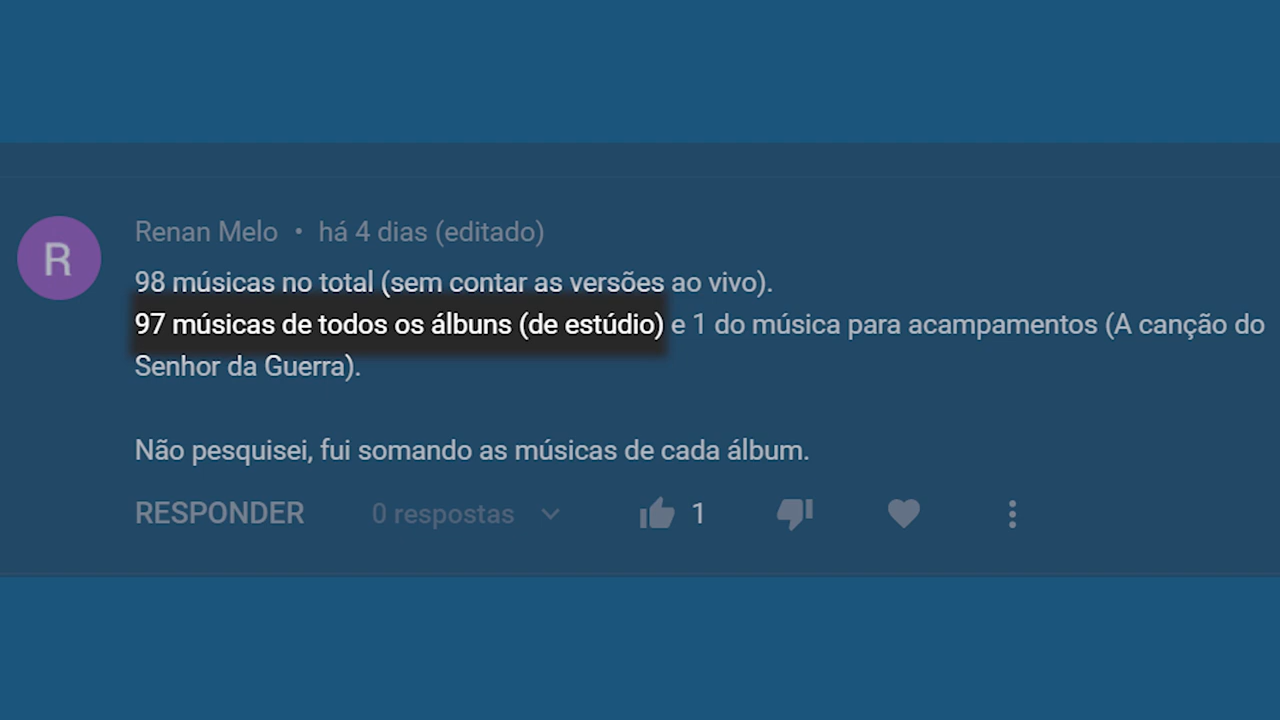 R
Renan Melo • há 4 dias (editado)
98 músicas no total (sem contar as versões ao vivo).
97 músicas de todos os álbuns (de estúdio) e 1 do música para acampamentos (A canção do
Senhor da Guerra).
Não pesquisei, fui somando as músicas de cada álbum.
RESPONDER 0 respostas 1